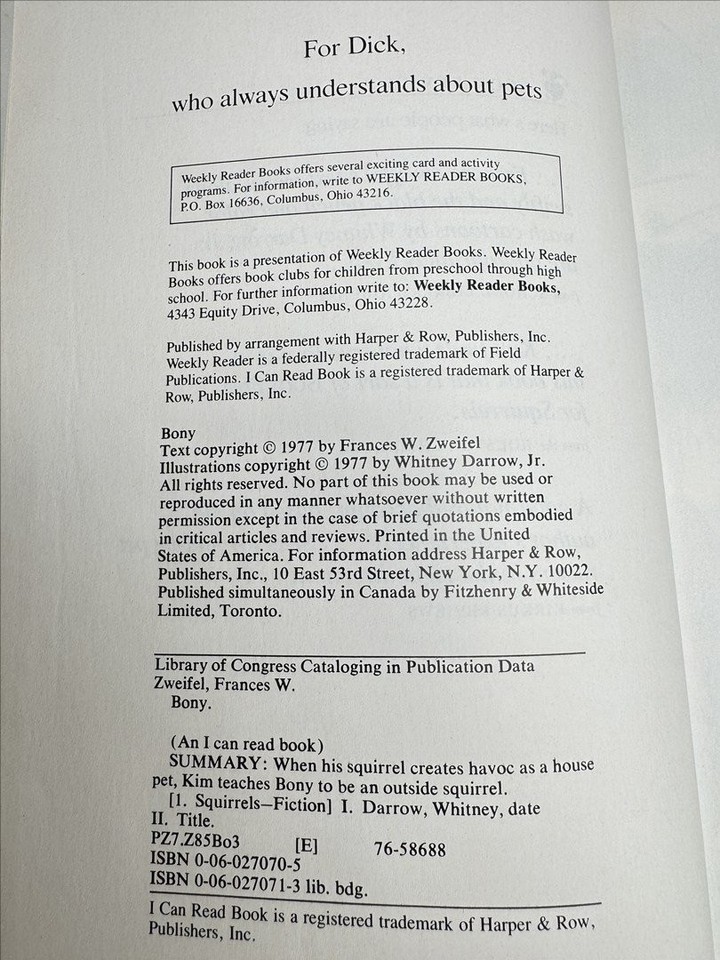 For Dick,
who always understands about pets
Weekly Reader Books offers several exciting card and activity
programs. For information, write to WEEKLY READER BOOKS,
P.O. Box 16636, Columbus, Ohio 43216.
This book is a presentation of Weekly Reader Books. Weekly Reader
Books offers book clubs for children from preschool through high
school. For further information write to: Weekly Reader Books,
4343 Equity Drive, Columbus, Ohio 43228.
Published by arrangement with Harper & Row, Publishers, Inc.
Weekly Reader is a federally registered trademark of Field
Publications. I Can Read Book is a registered trademark of Harper &
Row, Publishers, Inc.
Bony
Text copyright © 1977 by Frances W. Zweifel
Illustrations copyright © 1977 by Whitney Darrow, Jr.
All rights reserved. No part of this book may be used or
reproduced in any manner whatsoever without written
permission except in the case of brief quotations embodied
in critical articles and reviews. Printed in the United
States of America. For information address Harper & Row,
Publishers, Inc., 10 East 53rd Street, New York, N.Y. 10022.
Published simultaneously in Canada by Fitzhenry & Whiteside
Limited, Toronto.
Library of Congress Cataloging in Publication Data
Zweifel, Frances W.
Bony.
(An I can read book)
SUMMARY: When his squirrel creates havoc as a house
pet, Kim teaches Bony to be an outside squirrel.
[1. Squirrels—Fiction] I. Darrow, Whitney, date
II. Title.
PZ7.Z85Bo3 [E] 76-58688
ISBN 0-06-027070-5
ISBN 0-06-027071-3 lib. bdg.
I Can Read Book is a registered trademark of Harper & Row,
Publishers, Inc.